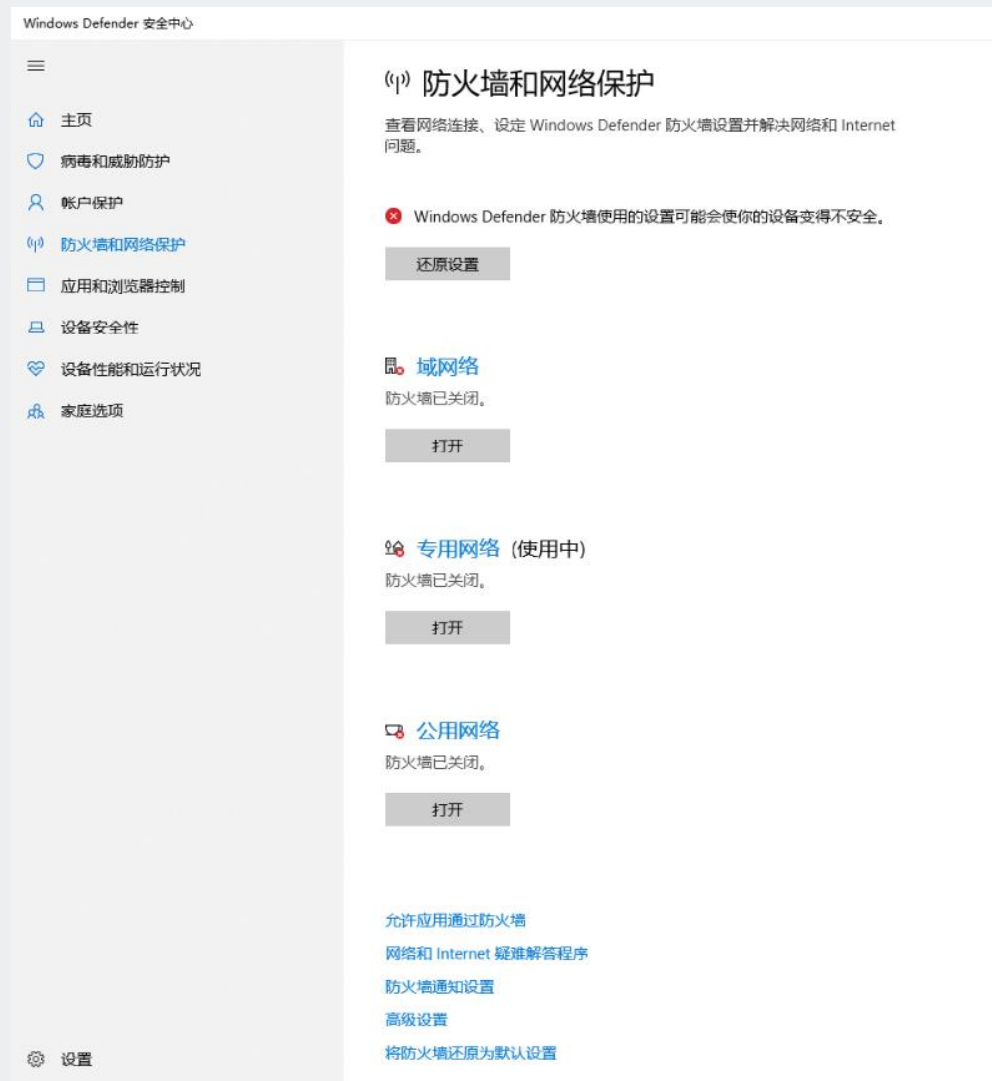 Windows Defender 安全中心
主页
病毒和威胁防护
帐户保护
防火墙和网络保护
应用和浏览器控制
设备安全性
设备性能和运行状况
家庭选项
设置
防火墙和网络保护
查看网络连接、设定 Windows Defender 防火墙设置并解决网络和 Internet
问题。
Windows Defender 防火墙使用的设置可能会使你的设备变得不安全。
还原设置
域网络
防火墙已关闭。
打开
专用网络 (使用中)
防火墙已关闭。
打开
公用网络
防火墙已关闭。
打开
允许应用通过防火墙
网络和 Internet 疑难解答程序
防火墙通知设置
高级设置
将防火墙还原为默认设置